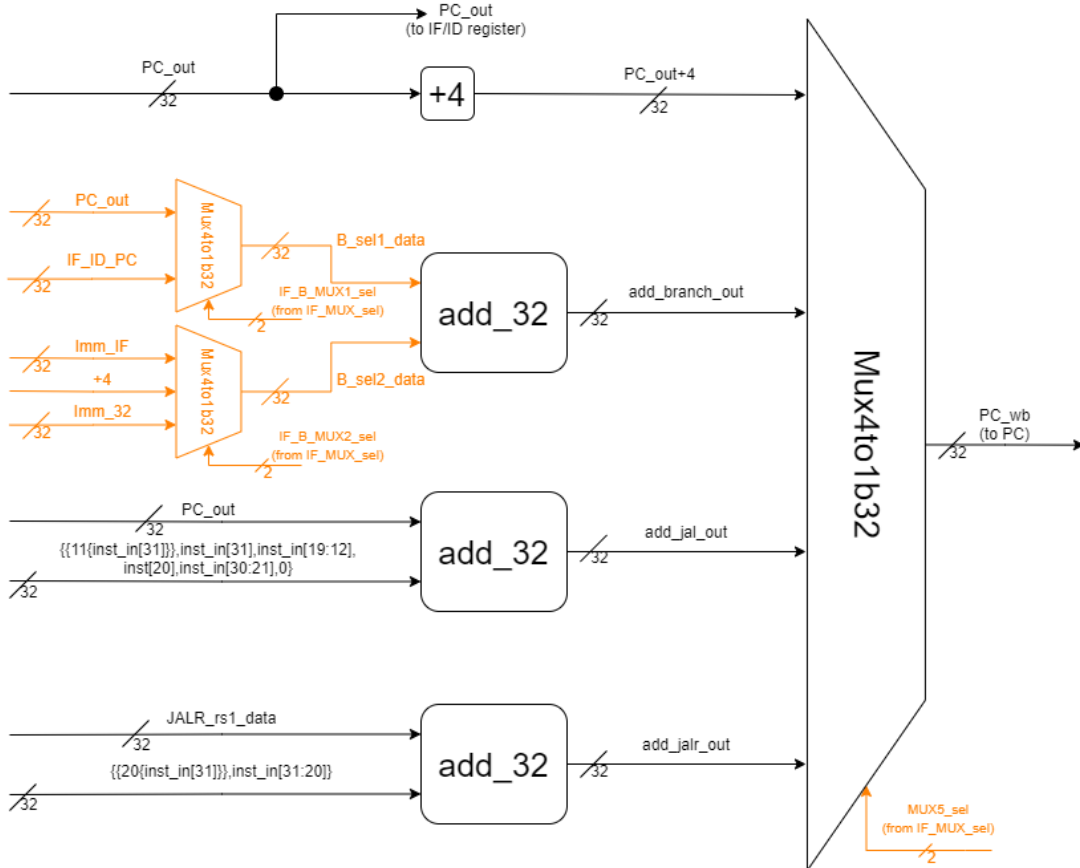 PC_out
(to IF/ID register)
PC_out
32
+4
PC_out+4
32
PC_out
32
IF_ID_PC
32
Mux4to1b32
32
B_sel1_data
IF_B_MUX1_sel
(from IF_MUX_sel)
2
Imm_IF
32
+4
Imm_32
32
Mux4to1b32
32
B_sel2_data
IF_B_MUX2_sel
(from IF_MUX_sel)
2
add_32
add_branch_out
32
PC_out
32
{{11{inst_in[31]}},inst_in[31],inst_in[19:12],
inst[20],inst_in[30:21],0}
32
add_32
add_jal_out
32
JALR_rs1_data
32
{{20{inst_in[31]}},inst_in[31:20]}
32
add_32
add_jalr_out
32
Mux4to1b32
PC_wb
(to PC)
32
MUX5_sel
(from IF_MUX_sel)
2